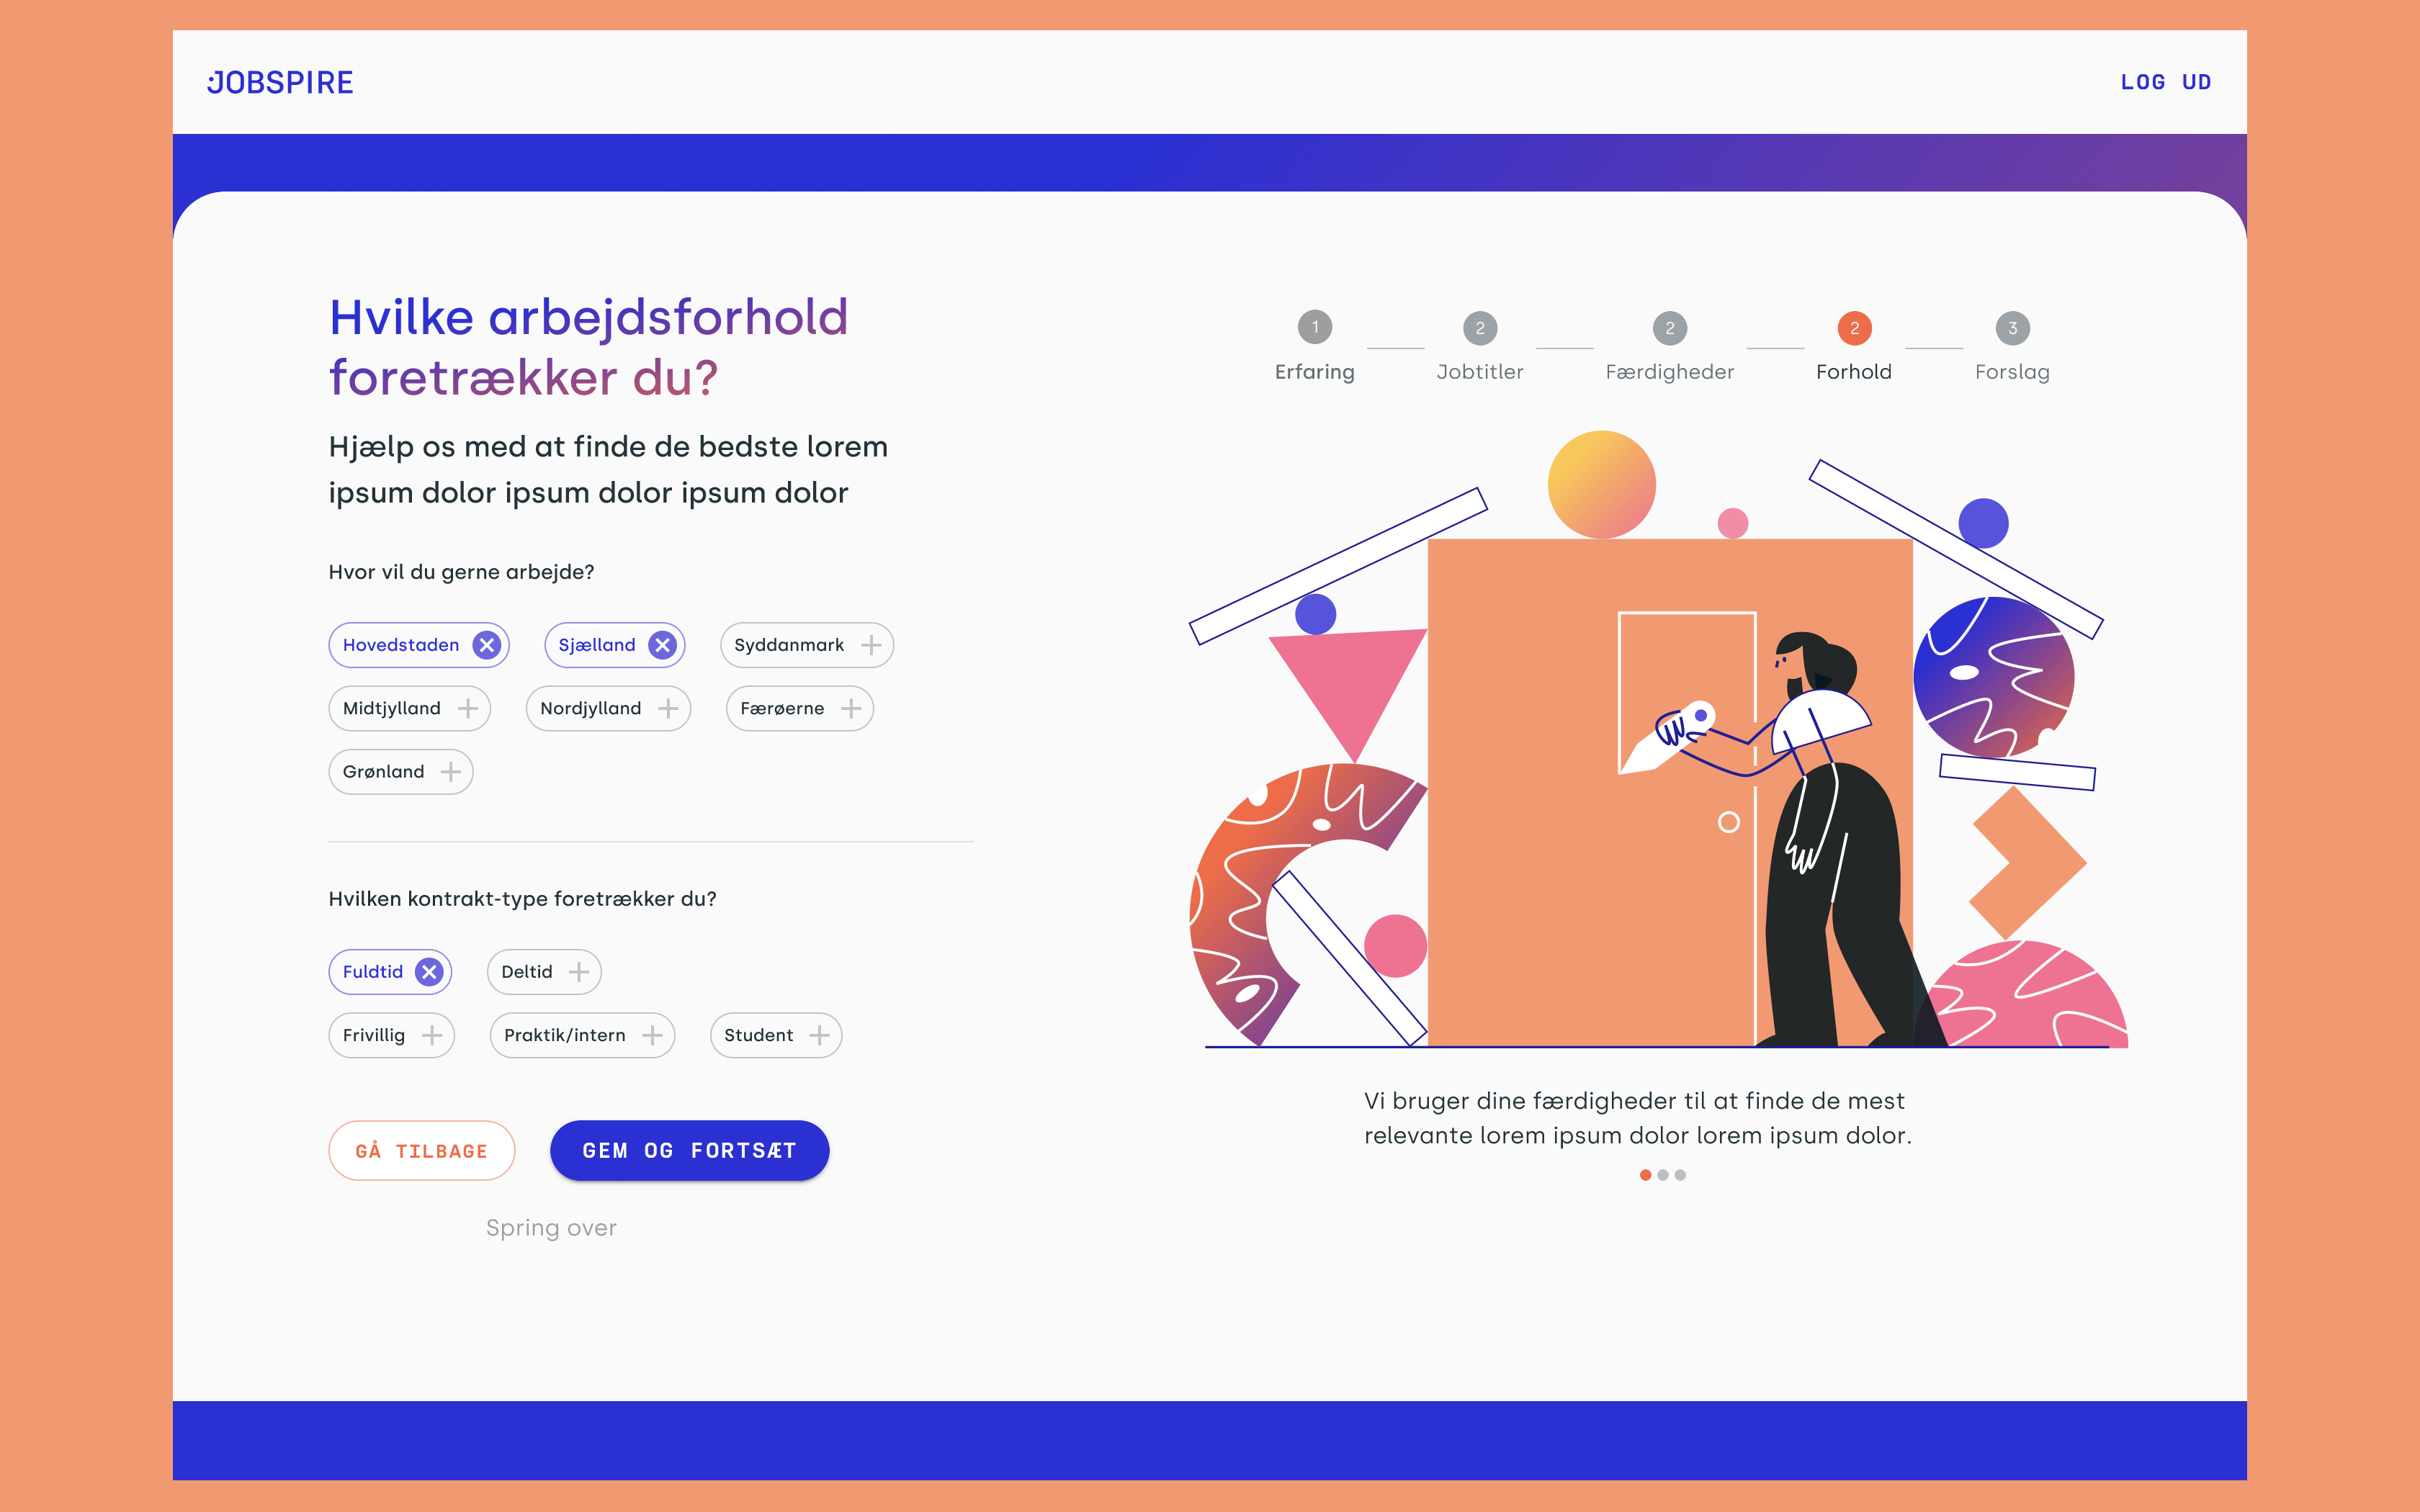 JOBSPIRE
LOG UD
Hvilke arbejdsforhold
foretrækker du?
Hjælp os med at finde de bedste lorem
ipsum dolor ipsum dolor ipsum dolor
Hvor vil du gerne arbejde?
Hovedstaden Sjælland Syddanmark
Midtjylland Nordjylland Færøerne
Grønland
Hvilken kontrakt-type foretrækker du?
Fuldtid Deltid
Frivillig Praktik/intern Student
GÅ TILBAGE GEM OG FORTSÆT
Spring over
1 2 2 2 3
Erfaring Jobtitler Færdigheder Forhold Forslag
Vi bruger dine færdigheder til at finde de mest
relevante lorem ipsum dolor lorem ipsum dolor.